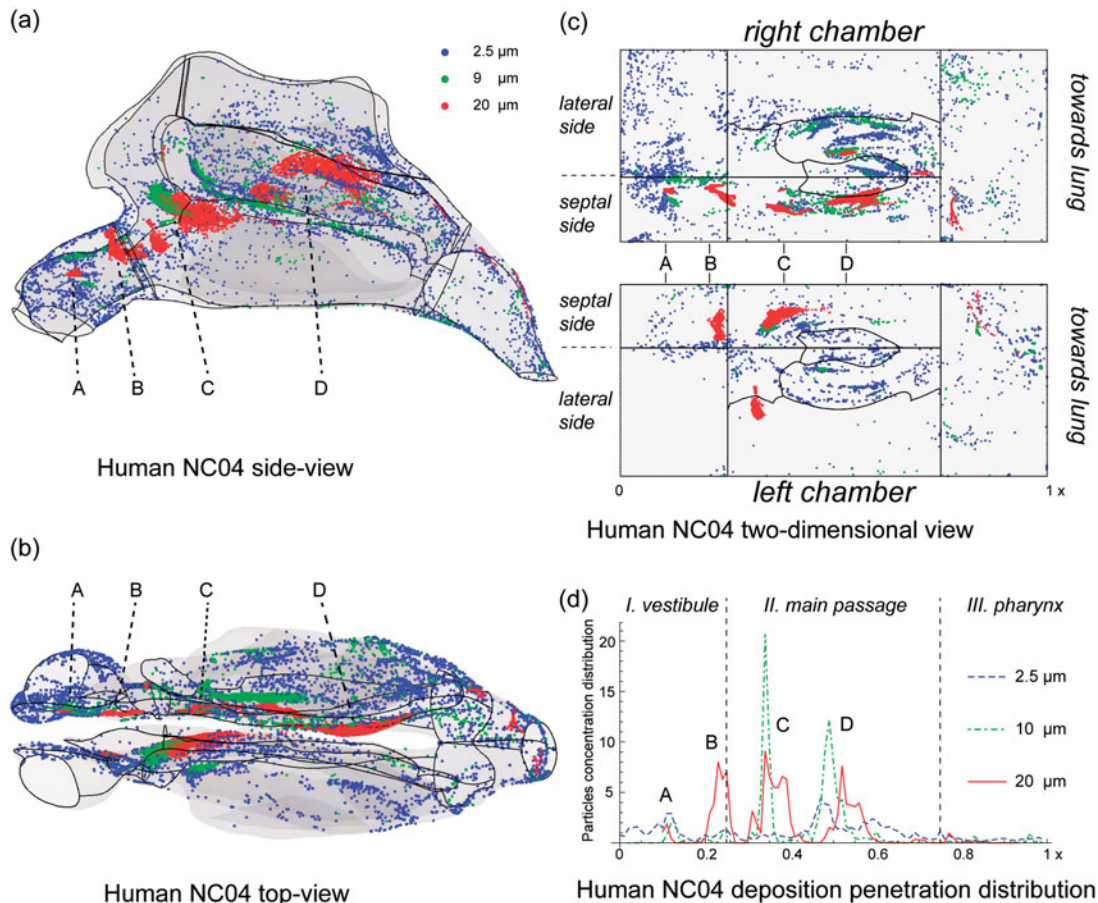 (a)
2.5 µm
9 µm
20 µm
A B C D
Human NC04 side-view
(b)
A B C D
Human NC04 top-view
(c)
right chamber
lateral side
septal side
towards lung
A B C D
septal side
lateral side
towards lung
0 1 x
left chamber
Human NC04 two-dimensional view
(d)
I. vestibule II. main passage III. pharynx
Particles concentration distribution
20
15
10
5
A B C D
2.5 µm
10 µm
20 µm
0 0.2 0.4 0.6 0.8 1 x
Human NC04 deposition penetration distribution